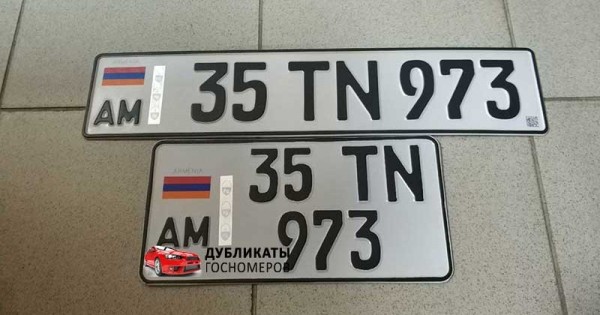 AM 35 TN 973
35 TN
AM 973
ДУБЛИКАТЫ
ГОСНОМЕРОВ